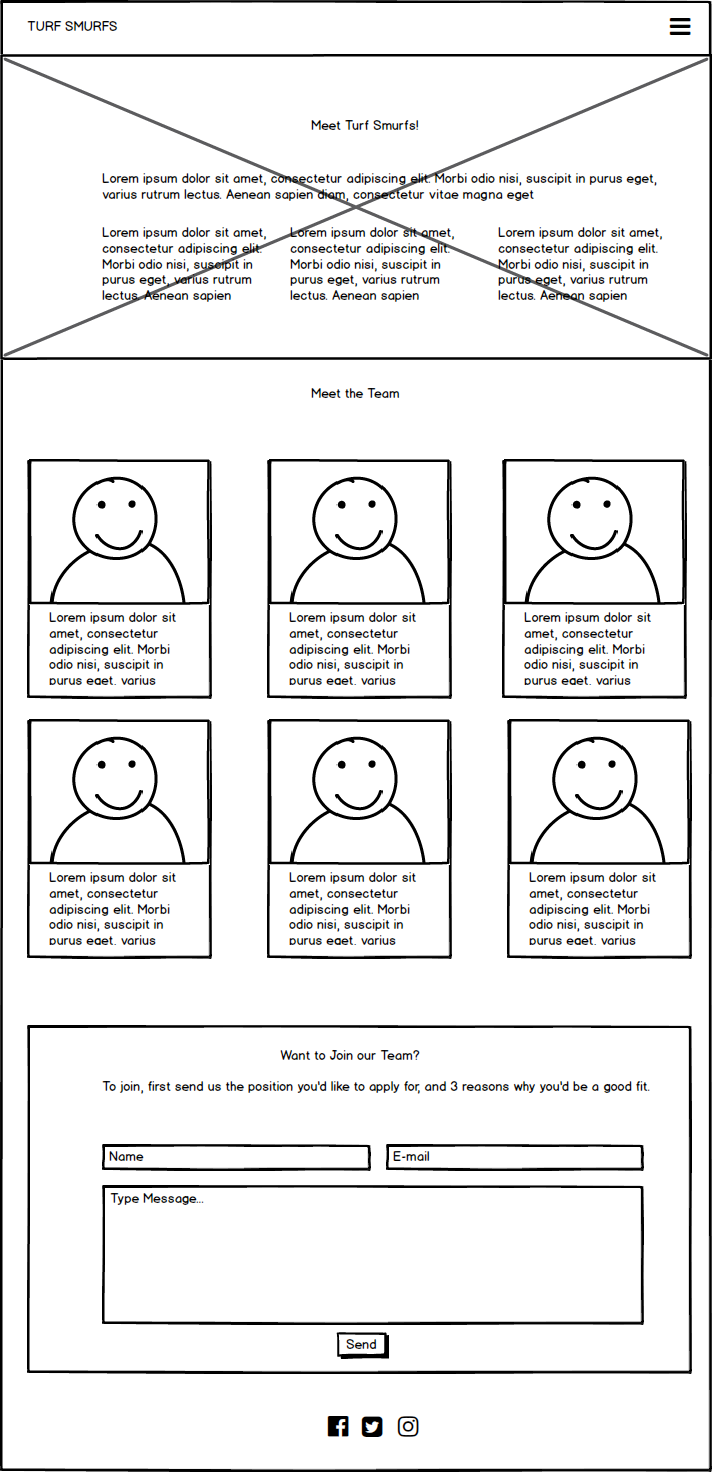 TURF SMURFS
Meet Turf Smurfs!
Lorem ipsum dolor sit amet, consectetur adipiscing elit. Morbi odio nisi, suscipit in purus eget,
varius rutrum lectus. Aenean sapien diam, consectetur vitae magna eget
Lorem ipsum dolor sit amet,
consectetur adipiscing elit.
Morbi odio nisi, suscipit in
purus eget, varius rutrum
lectus. Aenean sapien
Lorem ipsum dolor sit amet,
consectetur adipiscing elit.
Morbi odio nisi, suscipit in
purus eget, varius rutrum
lectus. Aenean sapien
Lorem ipsum dolor sit amet,
consectetur adipiscing elit.
Morbi odio nisi, suscipit in
purus eget, varius rutrum
lectus. Aenean sapien
Meet the Team
Lorem ipsum dolor sit
amet, consectetur
adipiscing elit. Morbi
odio nisi, suscipit in
purus eget, varius
Lorem ipsum dolor sit
amet, consectetur
adipiscing elit. Morbi
odio nisi, suscipit in
purus eget, varius
Lorem ipsum dolor sit
amet, consectetur
adipiscing elit. Morbi
odio nisi, suscipit in
purus eget, varius
Lorem ipsum dolor sit
amet, consectetur
adipiscing elit. Morbi
odio nisi, suscipit in
purus eget, varius
Lorem ipsum dolor sit
amet, consectetur
adipiscing elit. Morbi
odio nisi, suscipit in
purus eget, varius
Lorem ipsum dolor sit
amet, consectetur
adipiscing elit. Morbi
odio nisi, suscipit in
purus eget, varius
Want to Join our Team?
To join, first send us the position you'd like to apply for, and 3 reasons why you'd be a good fit.
Name
E-mail
Type Message...
Send